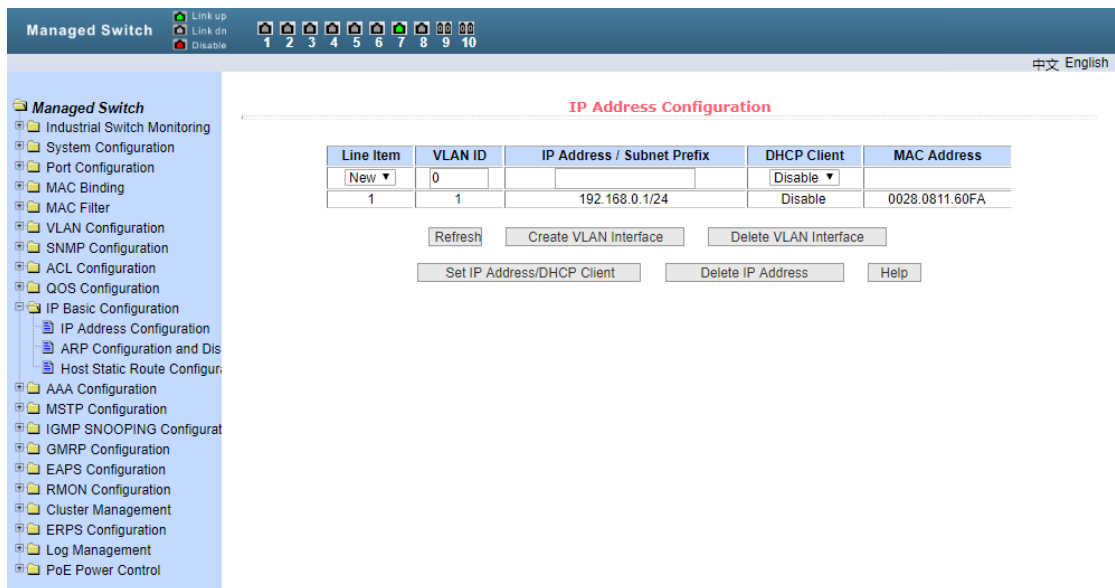 Managed Switch
Link up
Link dn
Disable
1 2 3 4 5 6 7 8 9 10
中文 English
Managed Switch
Industrial Switch Monitoring
System Configuration
Port Configuration
MAC Binding
MAC Filter
VLAN Configuration
SNMP Configuration
ACL Configuration
QOS Configuration
IP Basic Configuration
IP Address Configuration
ARP Configuration and Dis
Host Static Route Configur
AAA Configuration
MSTP Configuration
IGMP SNOOPING Configurat
GMRP Configuration
EAPS Configuration
RMON Configuration
Cluster Management
ERPS Configuration
Log Management
PoE Power Control
IP Address Configuration
Line Item VLAN ID IP Address / Subnet Prefix DHCP Client MAC Address
New 0 Disable
1 1 192.168.0.1/24 Disable 0028.0811.60FA
Refresh Create VLAN Interface Delete VLAN Interface
Set IP Address/DHCP Client Delete IP Address Help